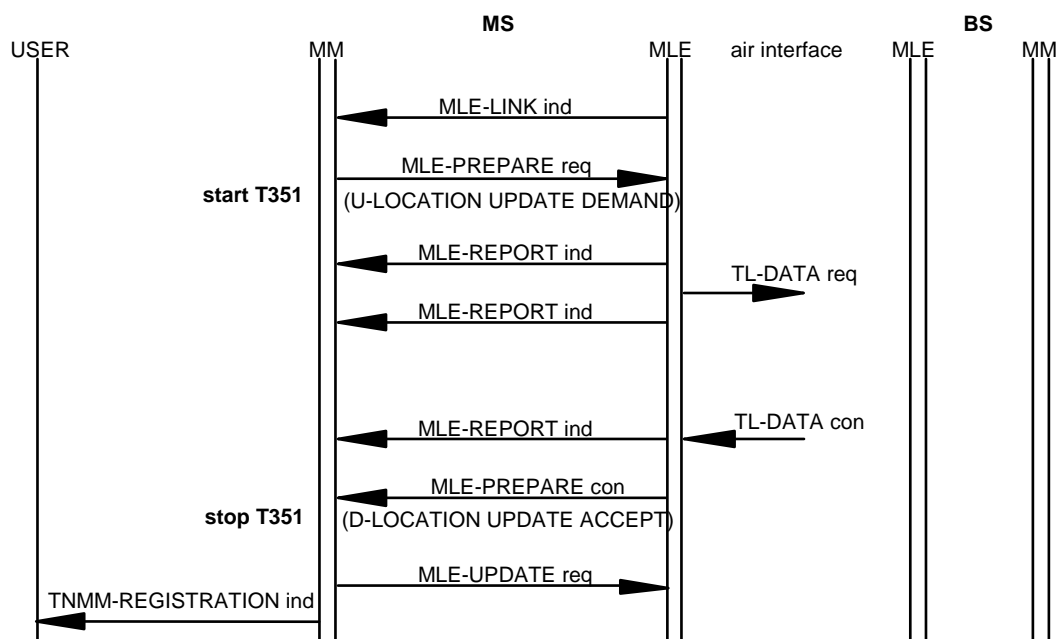 MS BS
USER MM MLE air interface MLE MM
MLE-LINK ind
MLE-PREPARE req
start T351 (U-LOCATION UPDATE DEMAND)
MLE-REPORT ind
TL-DATA req
MLE-REPORT ind
MLE-REPORT ind TL-DATA con
MLE-PREPARE con
stop T351 (D-LOCATION UPDATE ACCEPT)
MLE-UPDATE req
TNMM-REGISTRATION ind